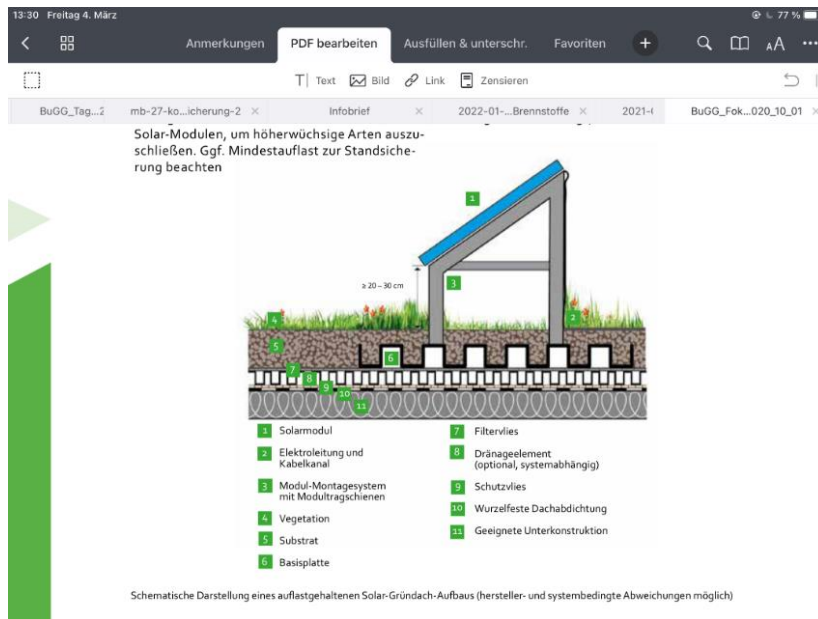 13:30 Freitag 4. März
77 %
Anmerkungen PDF bearbeiten Ausfüllen & unterschr. Favoriten + AA
Text Bild Link Zensieren
BuGG_Tag...2 mb-27-ko...icherung-2 × Infobrief × 2022-01-...Brennstoffe × 2021-( BuGG_Fok...020_10_01 ×
Solar-Modulen, um höherwüchsige Arten auszu-
schließen. Ggf. Mindestauflast zur Standsiche-
rung beachten
1
≥ 20 – 30 cm
3
4
2
5
6
7
8
9
10
11
1 Solarmodul
2 Elektroleitung und
Kabelkanal
3 Modul-Montagesystem
mit Modultragschienen
4 Vegetation
5 Substrat
6 Basisplatte
7 Filtervlies
8 Dränageelement
(optional, systemabhängig)
9 Schutzvlies
10 Wurzelfeste Dachabdichtung
11 Geeignete Unterkonstruktion
Schematische Darstellung eines auflastgehaltenen Solar-Gründach-Aufbaus (hersteller- und systembedingte Abweichungen möglich)